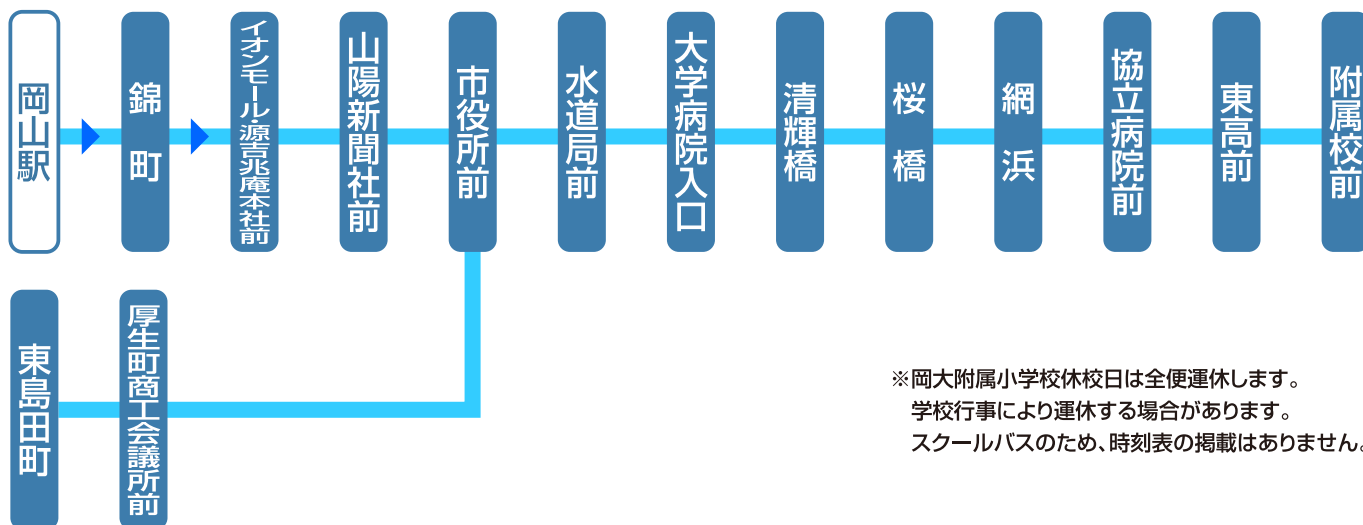 岡山駅
錦町
イオンモール・源吉兆庵本社前
山陽新聞社前
市役所前
水道局前
大学病院入口
清輝橋
桜橋
網浜
協立病院前
東高前
附属校前
東島田町
厚生町商工会議所前
※岡大附属小学校休校日は全便運休します。
学校行事により運休する場合があります。
スクールバスのため、時刻表の掲載はありません。